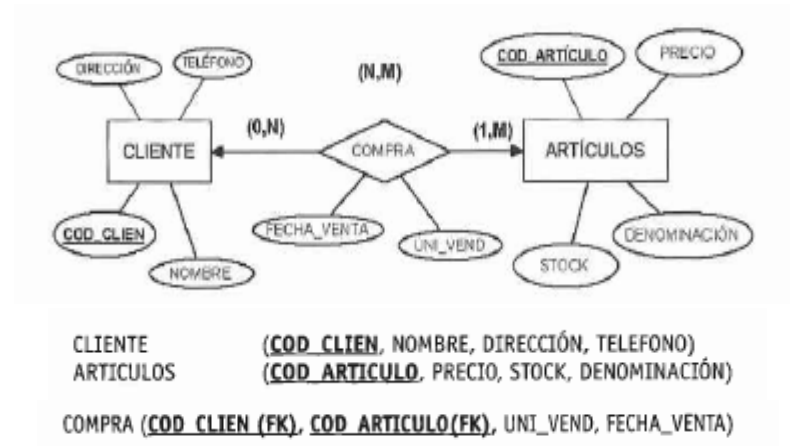 DIRECCIÓN
TELÉFONO
(N,M)
COD_ARTÍCULO
PRECIO
CLIENTE
(0,N)
COMPRA
(1,M)
ARTÍCULOS
COD_CLIEN
NOMBRE
FECHA_VENTA
UNI_VEND
STOCK
DENOMINACIÓN
CLIENTE (COD_CLIEN, NOMBRE, DIRECCIÓN, TELEFONO)
ARTICULOS (COD_ARTICULO, PRECIO, STOCK, DENOMINACIÓN)
COMPRA (COD_CLIEN (FK), COD_ARTICULO(FK), UNI_VEND, FECHA_VENTA)